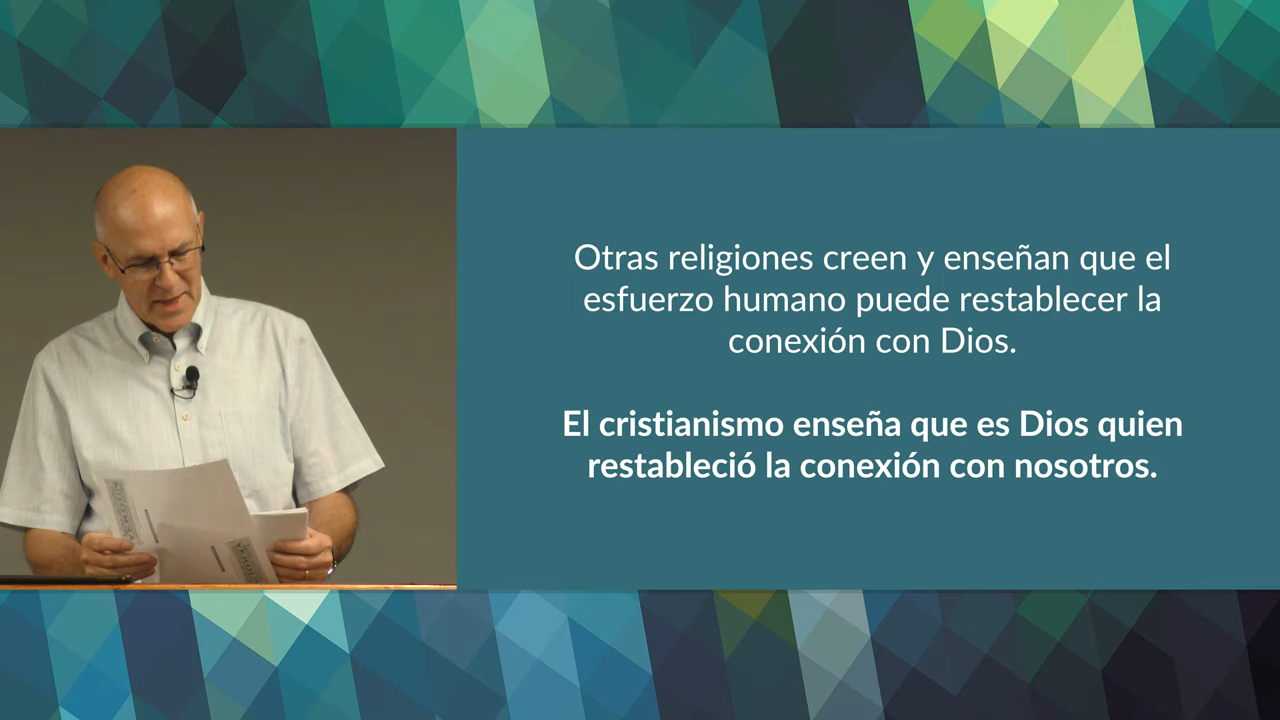 Otras religiones creen y enseñan que el
esfuerzo humano puede restablecer la
conexión con Dios.
El cristianismo enseña que es Dios quien
restableció la conexión con nosotros.